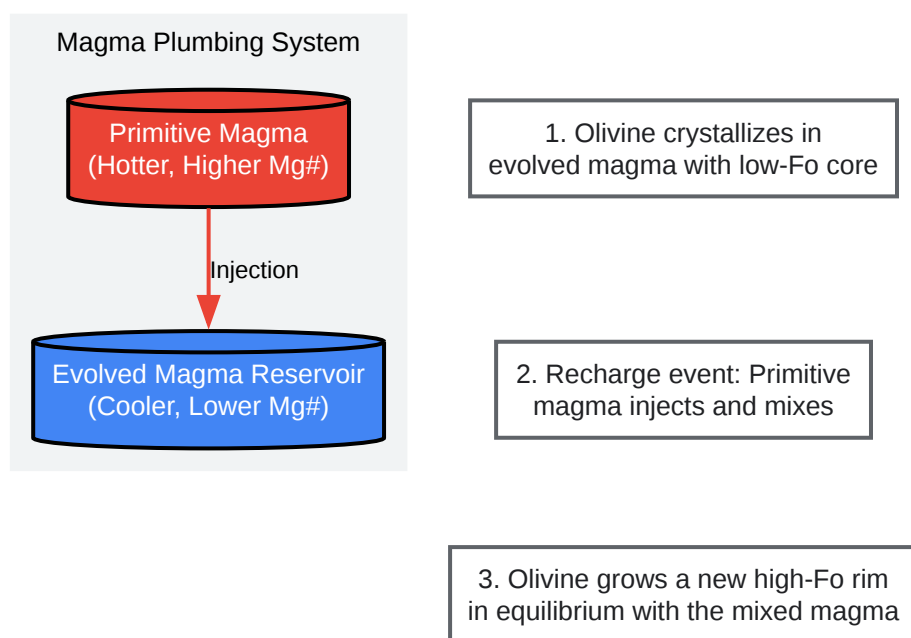 Magma Plumbing System
Primitive Magma
(Hotter, Higher Mg#)
Injection
Evolved Magma Reservoir
(Cooler, Lower Mg#)
1. Olivine crystallizes in
evolved magma with low-Fo core
2. Recharge event: Primitive
magma injects and mixes
3. Olivine grows a new high-Fo rim
in equilibrium with the mixed magma